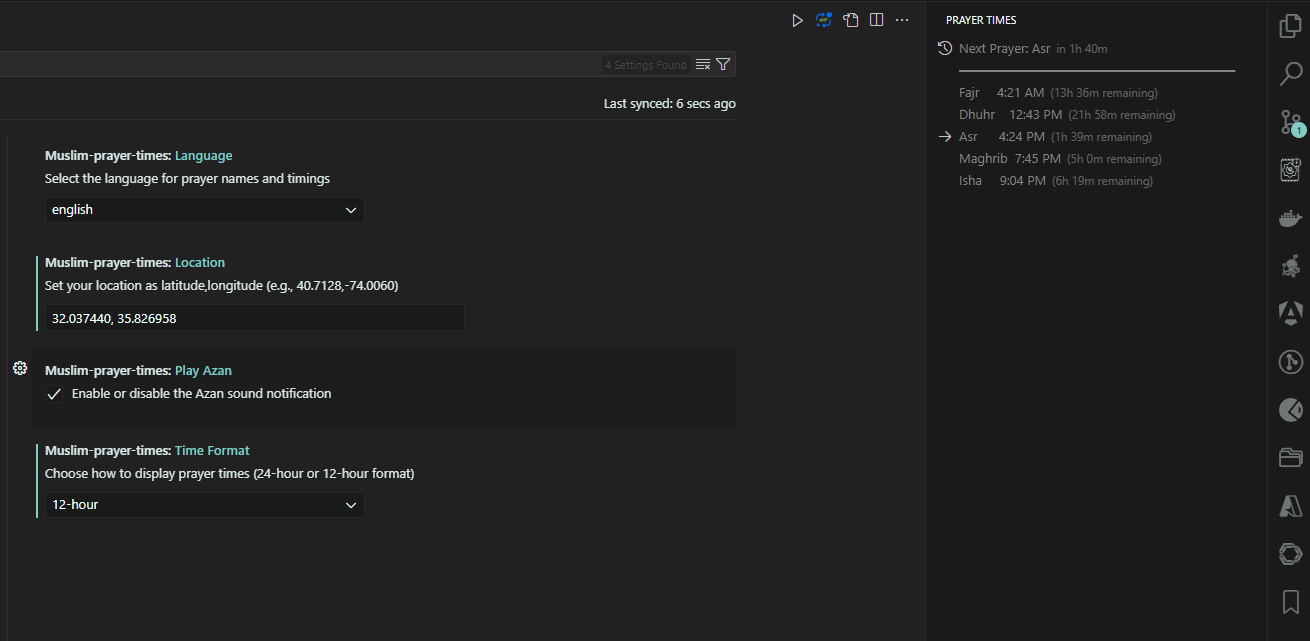 4 Settings Found
Last synced: 6 secs ago
Muslim-prayer-times: Language
Select the language for prayer names and timings
english
Muslim-prayer-times: Location
Set your location as latitude,longitude (e.g., 40.7128,-74.0060)
32.037440, 35.826958
Muslim-prayer-times: Play Azan
Enable or disable the Azan sound notification
Muslim-prayer-times: Time Format
Choose how to display prayer times (24-hour or 12-hour format)
12-hour
PRAYER TIMES
Next Prayer: Asr in 1h 40m
Fajr 4:21 AM (13h 36m remaining)
Dhuhr 12:43 PM (21h 58m remaining)
Asr 4:24 PM (1h 39m remaining)
Maghrib 7:45 PM (5h 0m remaining)
Isha 9:04 PM (6h 19m remaining)
1